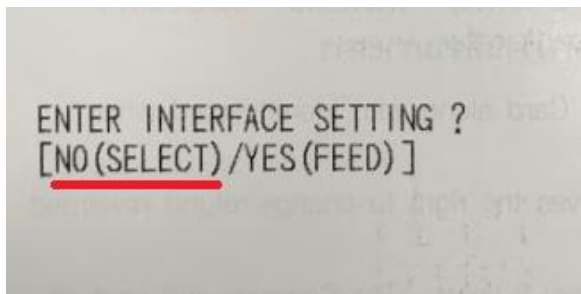 ENTER INTERFACE SETTING ?
[NO(SELECT)/YES(FEED)]